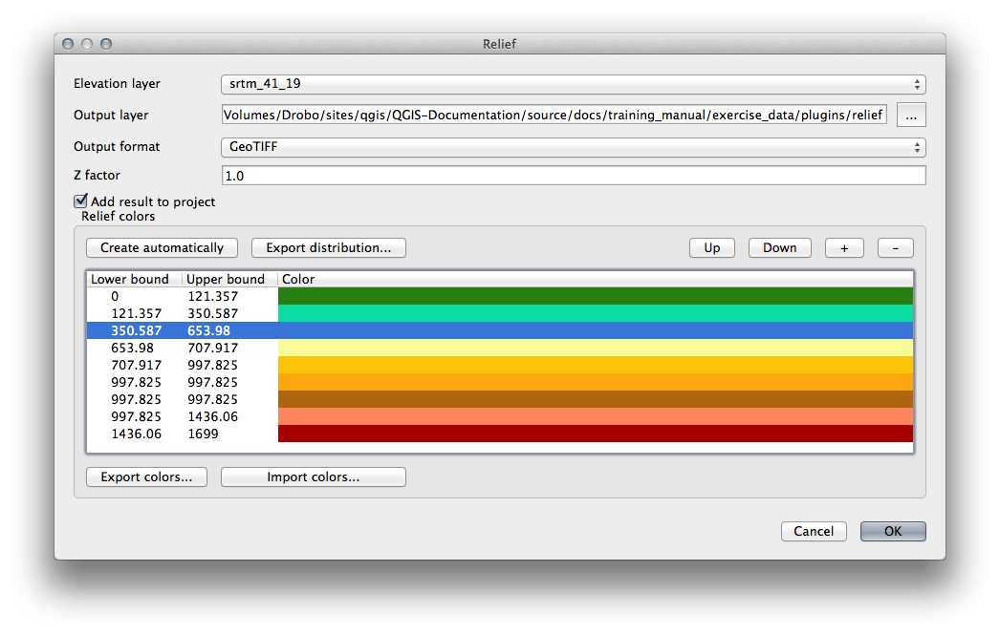 Relief
Elevation layer srtm_41_19
Output layer Volumes/Drobo/sites/qgis/QGIS-Documentation/source/docs/training_manual/exercise_data/plugins/relief ...
Output format GeoTIFF
Z factor 1.0
Add result to project
Relief colors
Create automatically Export distribution... Up Down + -
Lower bound Upper bound Color
0 121.357
121.357 350.587
350.587 653.98
653.98 707.917
707.917 997.825
997.825 997.825
997.825 997.825
997.825 1436.06
1436.06 1699
Export colors... Import colors...
Cancel OK